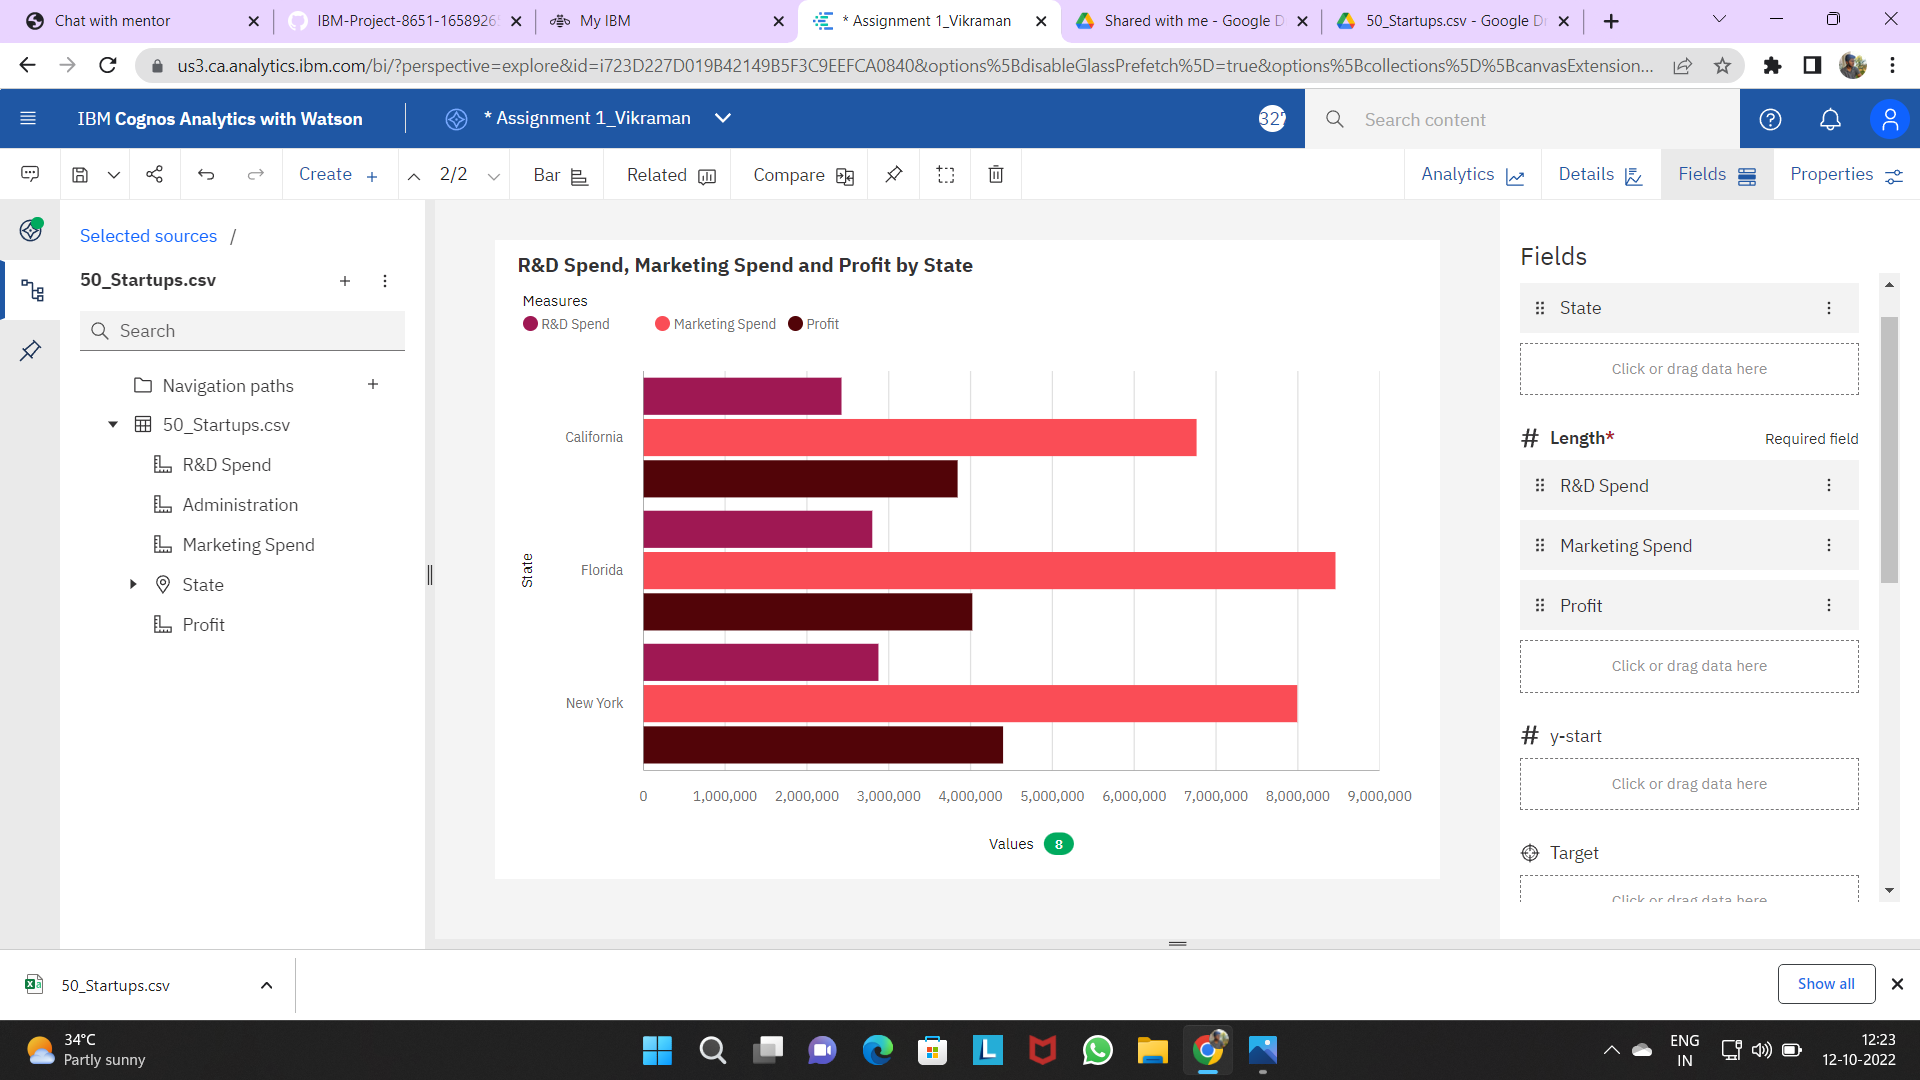 Chat with mentor
IBM-Project-8651-16589265
My IBM
* Assignment 1_Vikraman
Shared with me - Google D
50_Startups.csv - Google Dr
us3.ca.analytics.ibm.com/bi/?perspective=explore&id=i723D227D019B42149B5F3C9EEFCA0840&options%5BdisableGlassPrefetch%5D=true&options%5Bcollections%5D%5BcanvasExtension...
IBM Cognos Analytics with Watson
* Assignment 1_Vikraman
327
Search content
Create +
2/2
Bar
Related
Compare
Analytics
Details
Fields
Properties
Selected sources /
50_Startups.csv
Search
Navigation paths
50_Startups.csv
R&D Spend
Administration
Marketing Spend
State
Profit
R&D Spend, Marketing Spend and Profit by State
Measures
R&D Spend
Marketing Spend
Profit
State
California
Florida
New York
0
1,000,000
2,000,000
3,000,000
4,000,000
5,000,000
6,000,000
7,000,000
8,000,000
9,000,000
Values 8
Fields
State
Click or drag data here
# Length* Required field
R&D Spend
Marketing Spend
Profit
Click or drag data here
# y-start
Click or drag data here
Target
Click or drag data here
50_Startups.csv
Show all
34°C
Partly sunny
ENG
IN
12:23
12-10-2022